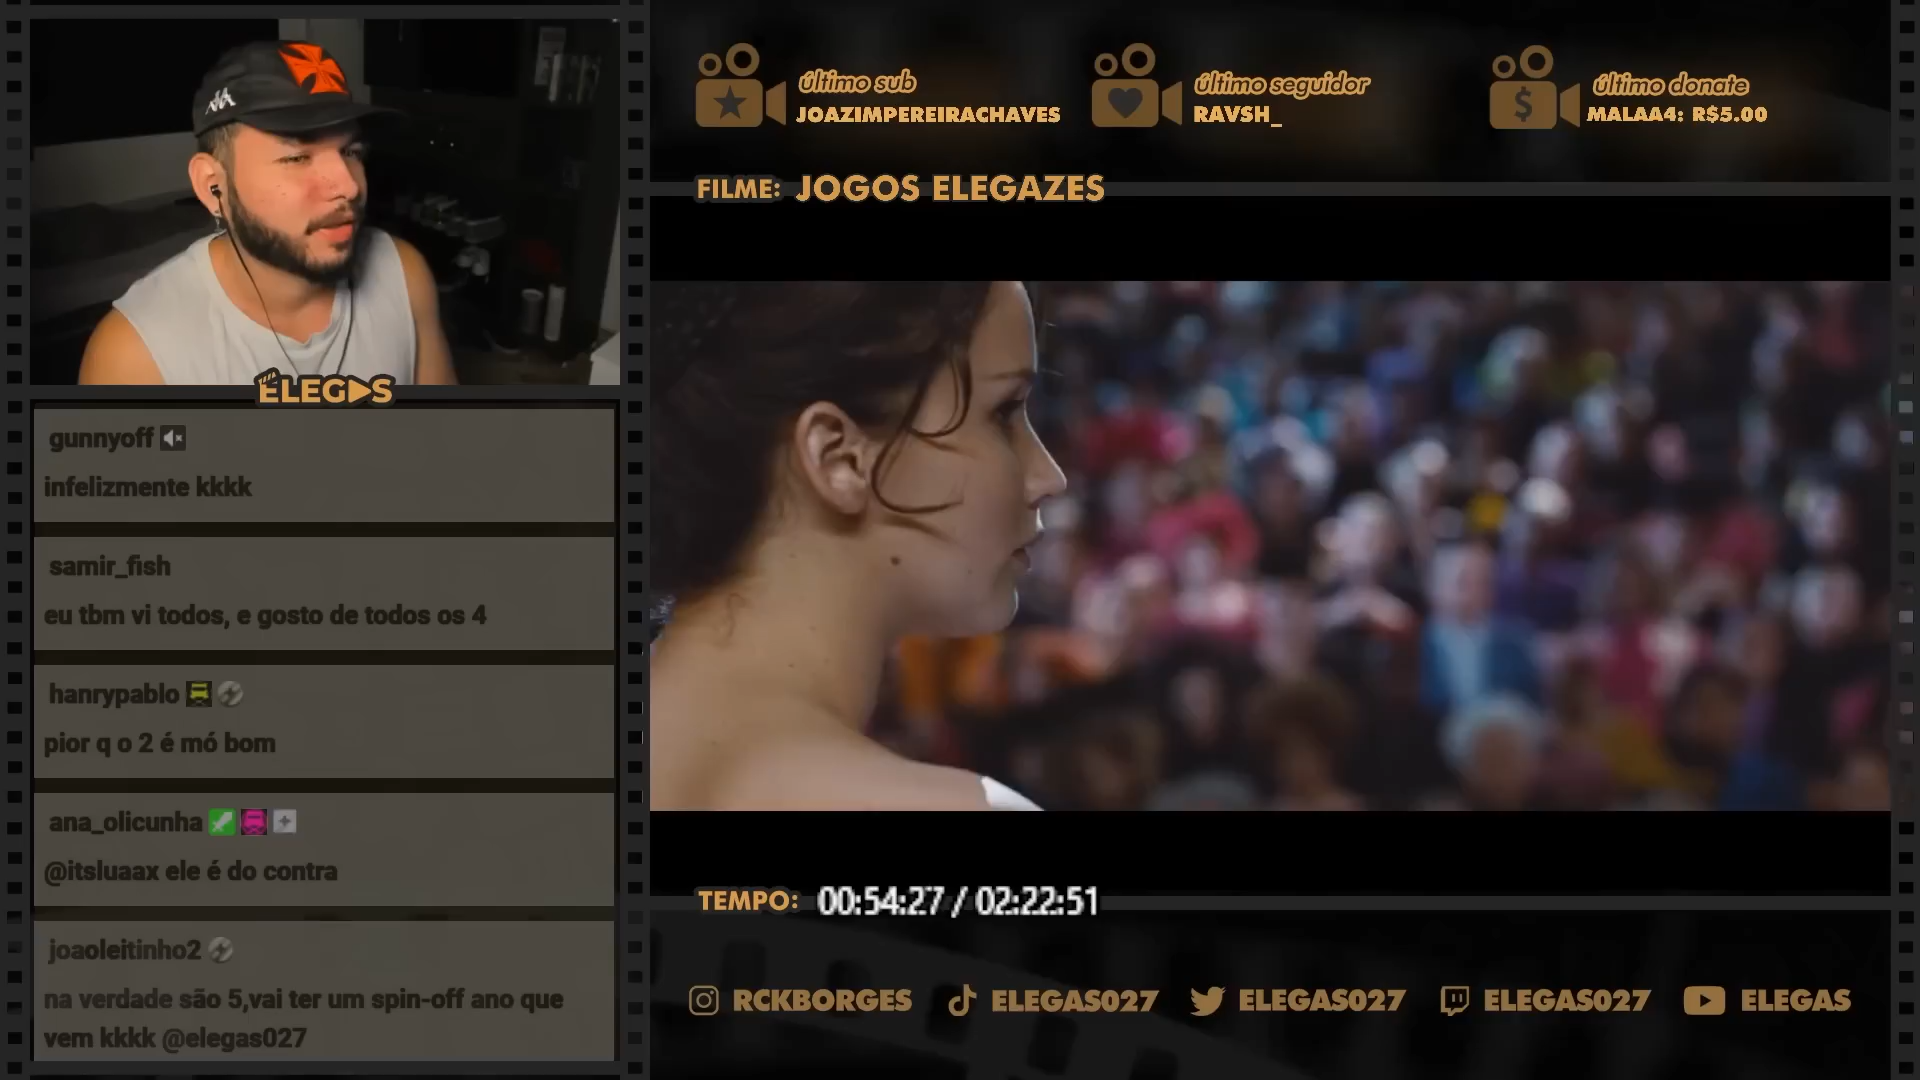 último sub
JOAZIMPEREIRACHAVES
último seguidor
RAVSH_
último donate
MALAA4: R$5.00
FILME: JOGOS ELEGAZES
ELEGAS
gunnyoff
infelizmente kkkk
samir_fish
eu tbm vi todos, e gosto de todos os 4
hanrypablo
pior q o 2 é mó bom
ana_olicunha
@itsluaax ele é do contra
joaoleitinho2
na verdade são 5,vai ter um spin-off ano que
vem kkkk @elegas027
TEMPO: 00:54:27 / 02:22:51
RCKBORGES
ELEGAS027
ELEGAS027
ELEGAS027
ELEGAS